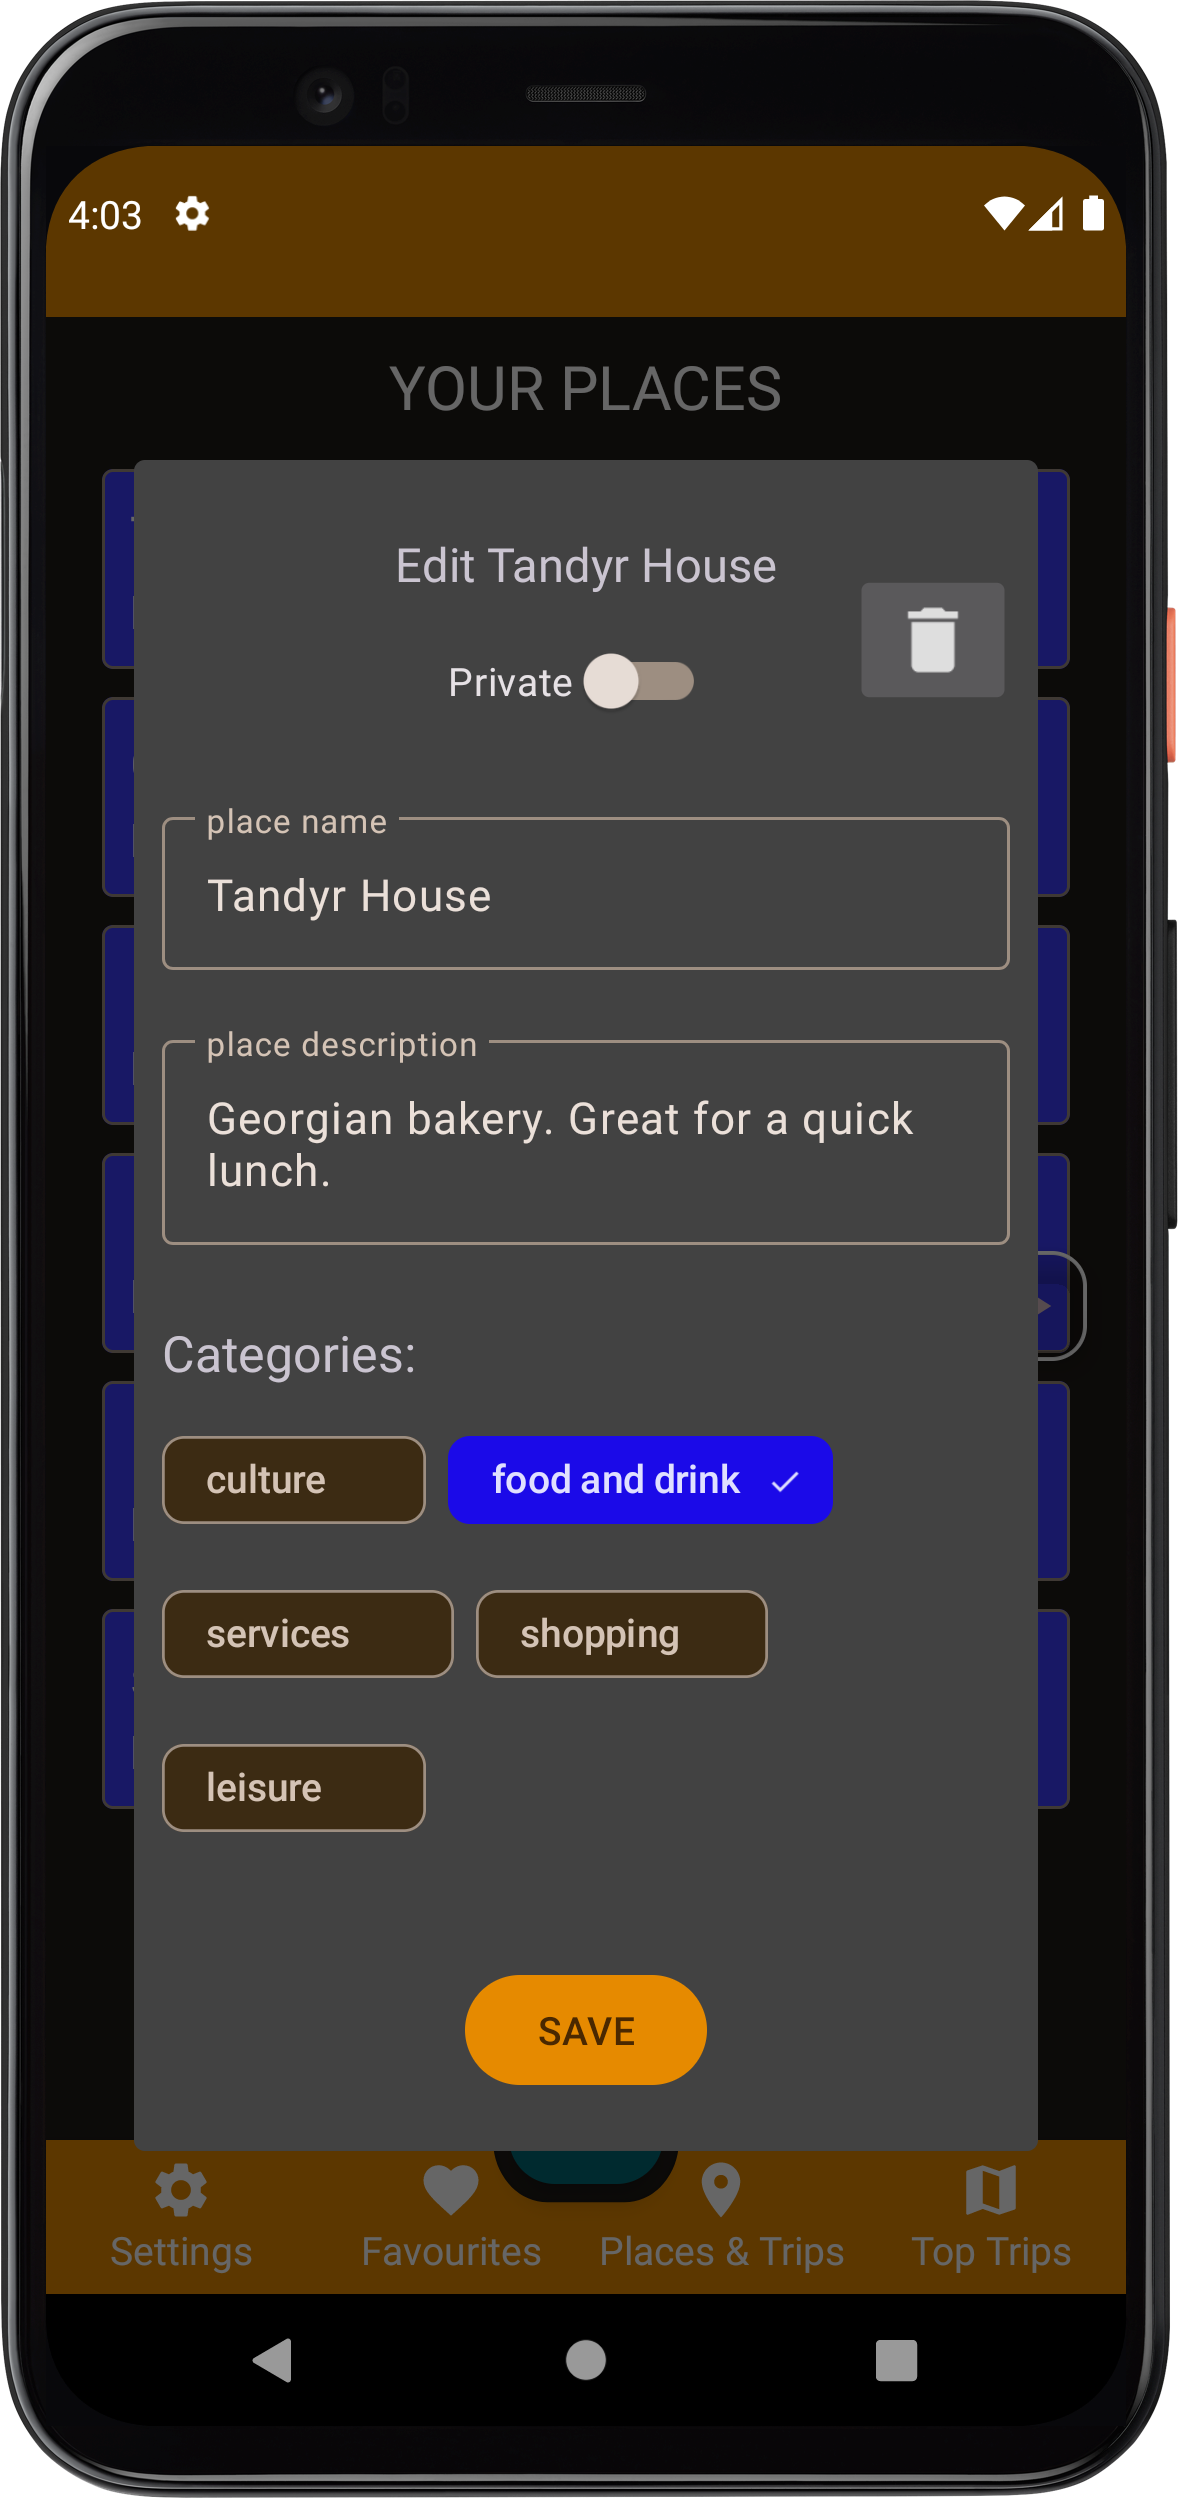 4:03
YOUR PLACES
Edit Tandyr House
Private
place name
Tandyr House
place description
Georgian bakery. Great for a quick
lunch.
Categories:
culture
food and drink
services
shopping
leisure
SAVE
Settings
Favourites
Places & Trips
Top Trips